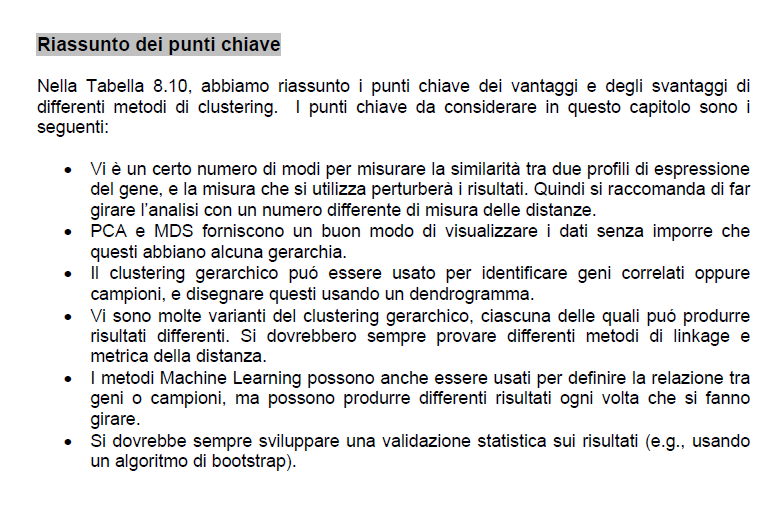 Riassunto dei punti chiave
Nella Tabella 8.10, abbiamo riassunto i punti chiave dei vantaggi e degli svantaggi di
differenti metodi di clustering. I punti chiave da considerare in questo capitolo sono i
seguenti:
• Vi è un certo numero di modi per misurare la similarità tra due profili di espressione
del gene, e la misura che si utilizza perturberà i risultati. Quindi si raccomanda di far
girare l'analisi con un numero differente di misura delle distanze.
• PCA e MDS forniscono un buon modo di visualizzare i dati senza imporre che
questi abbiano alcuna gerarchia.
• Il clustering gerarchico puó essere usato per identificare geni correlati oppure
campioni, e disegnare questi usando un dendrogramma.
• Vi sono molte varianti del clustering gerarchico, ciascuna delle quali puó produrre
risultati differenti. Si dovrebbero sempre provare differenti metodi di linkage e
metrica della distanza.
• I metodi Machine Learning possono anche essere usati per definire la relazione tra
geni o campioni, ma possono produrre differenti risultati ogni volta che si fanno
girare.
• Si dovrebbe sempre sviluppare una validazione statistica sui risultati (e.g., usando
un algoritmo di bootstrap).